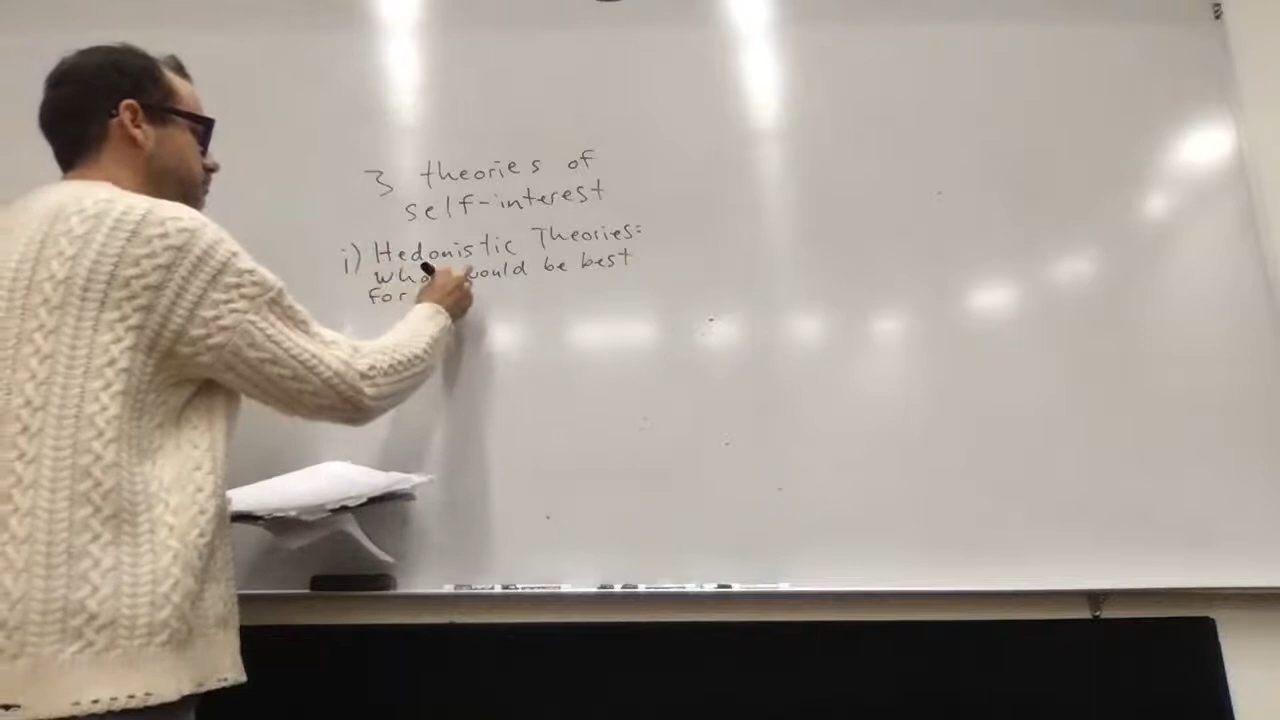 3 theories of
self-interest
i) Hedonistic Theories:
what would be best
for